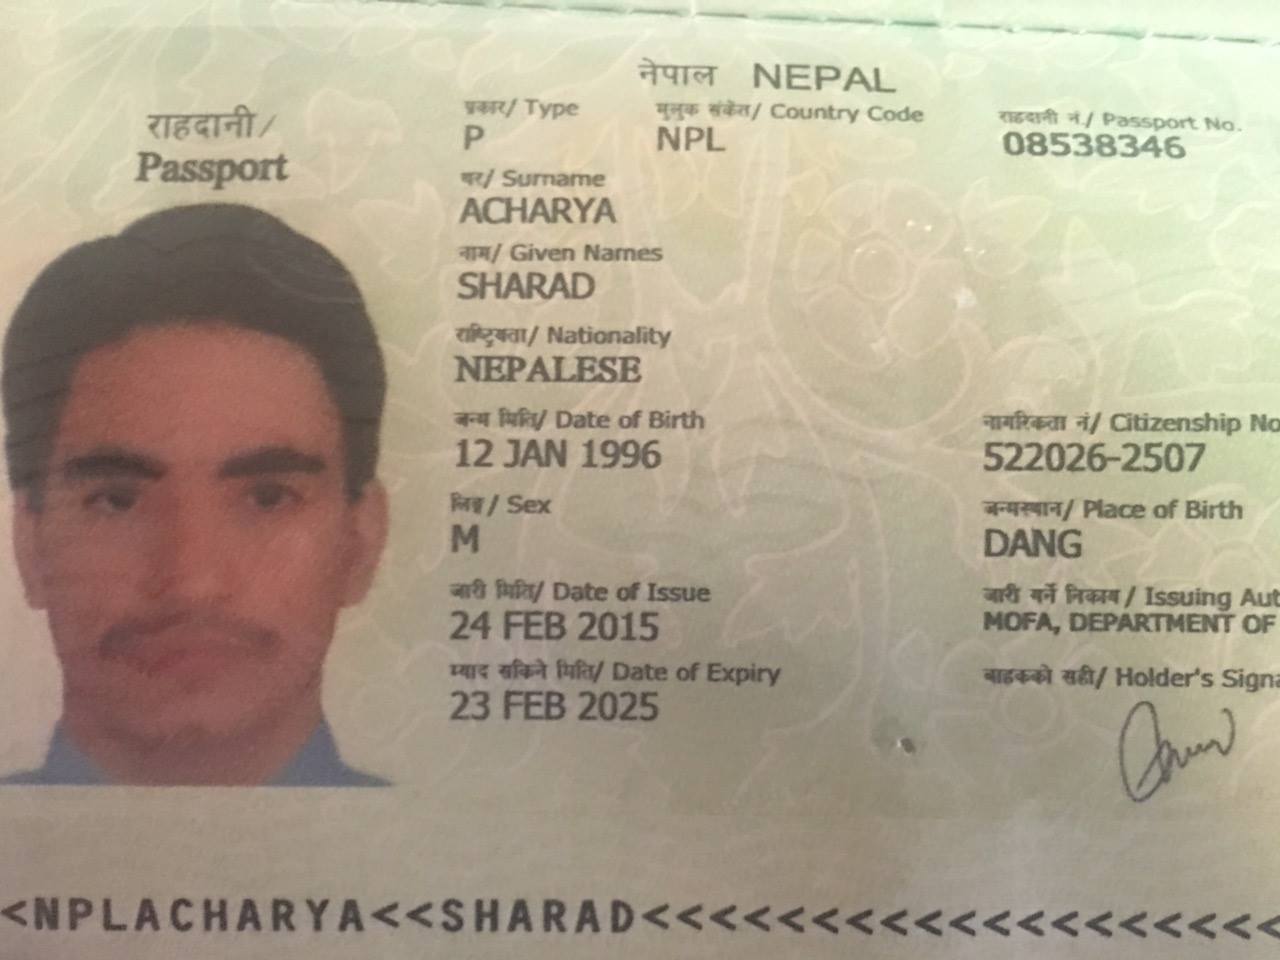 नेपाल NEPAL
राहदानी/
Passport
प्रकार/ Type
P
मुलुक संकेत/ Country Code
NPL
राहदानी नं./ Passport No.
08538346
थर/ Surname
ACHARYA
नाम/ Given Names
SHARAD
राष्ट्रियता/ Nationality
NEPALESE
जन्म मिति/ Date of Birth
12 JAN 1996
नागरिकता नं/ Citizenship No
522026-2507
लिङ्ग/ Sex
M
जन्मस्थान/ Place of Birth
DANG
जारी मिति/ Date of Issue
24 FEB 2015
जारी गर्ने निकाय/ Issuing Aut
MOFA, DEPARTMENT OF
म्याद सकिने मिति/ Date of Expiry
23 FEB 2025
बाहकको सही/ Holder's Signa
<NPLACHARYA<<SHARAD<<<<<<<<<<<<<<<<<<